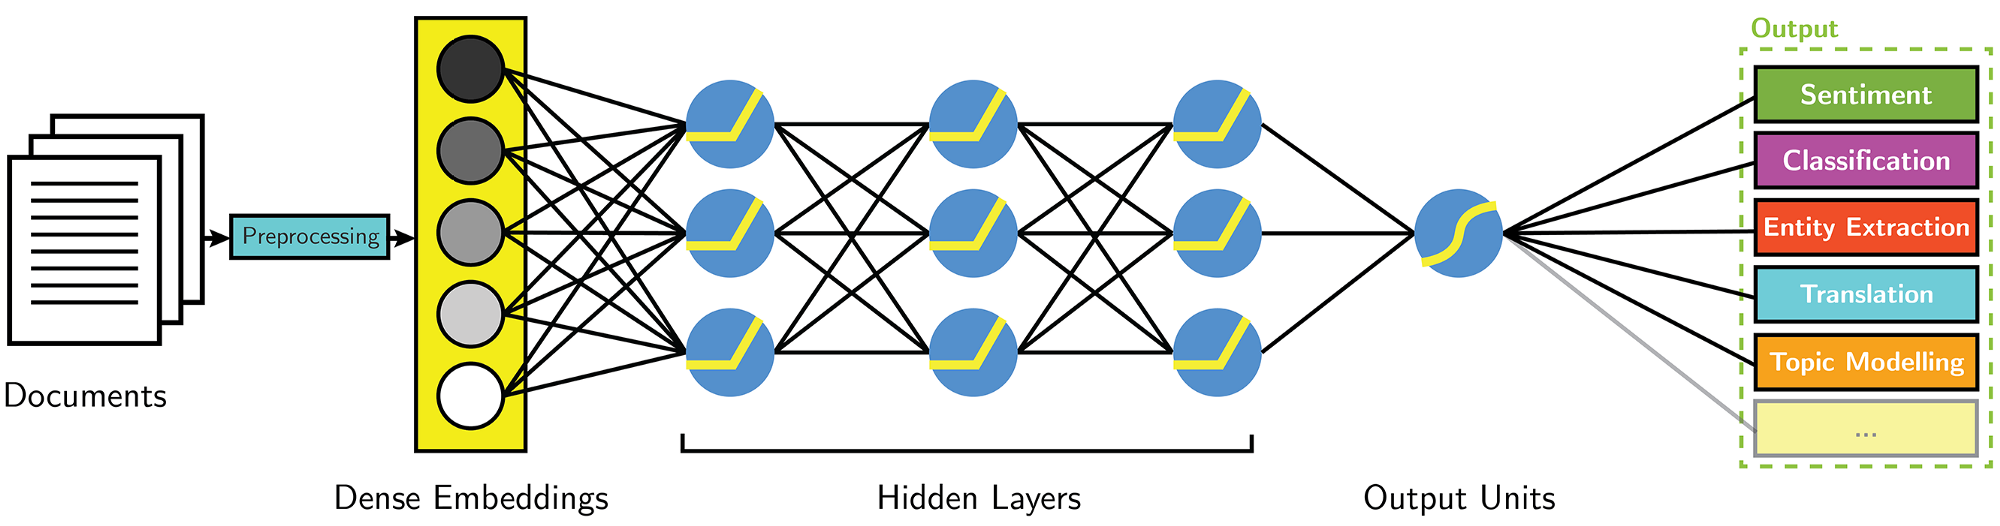 Documents
Preprocessing
Dense Embeddings
Hidden Layers
Output Units
Output
Sentiment
Classification
Entity Extraction
Translation
Topic Modelling
...